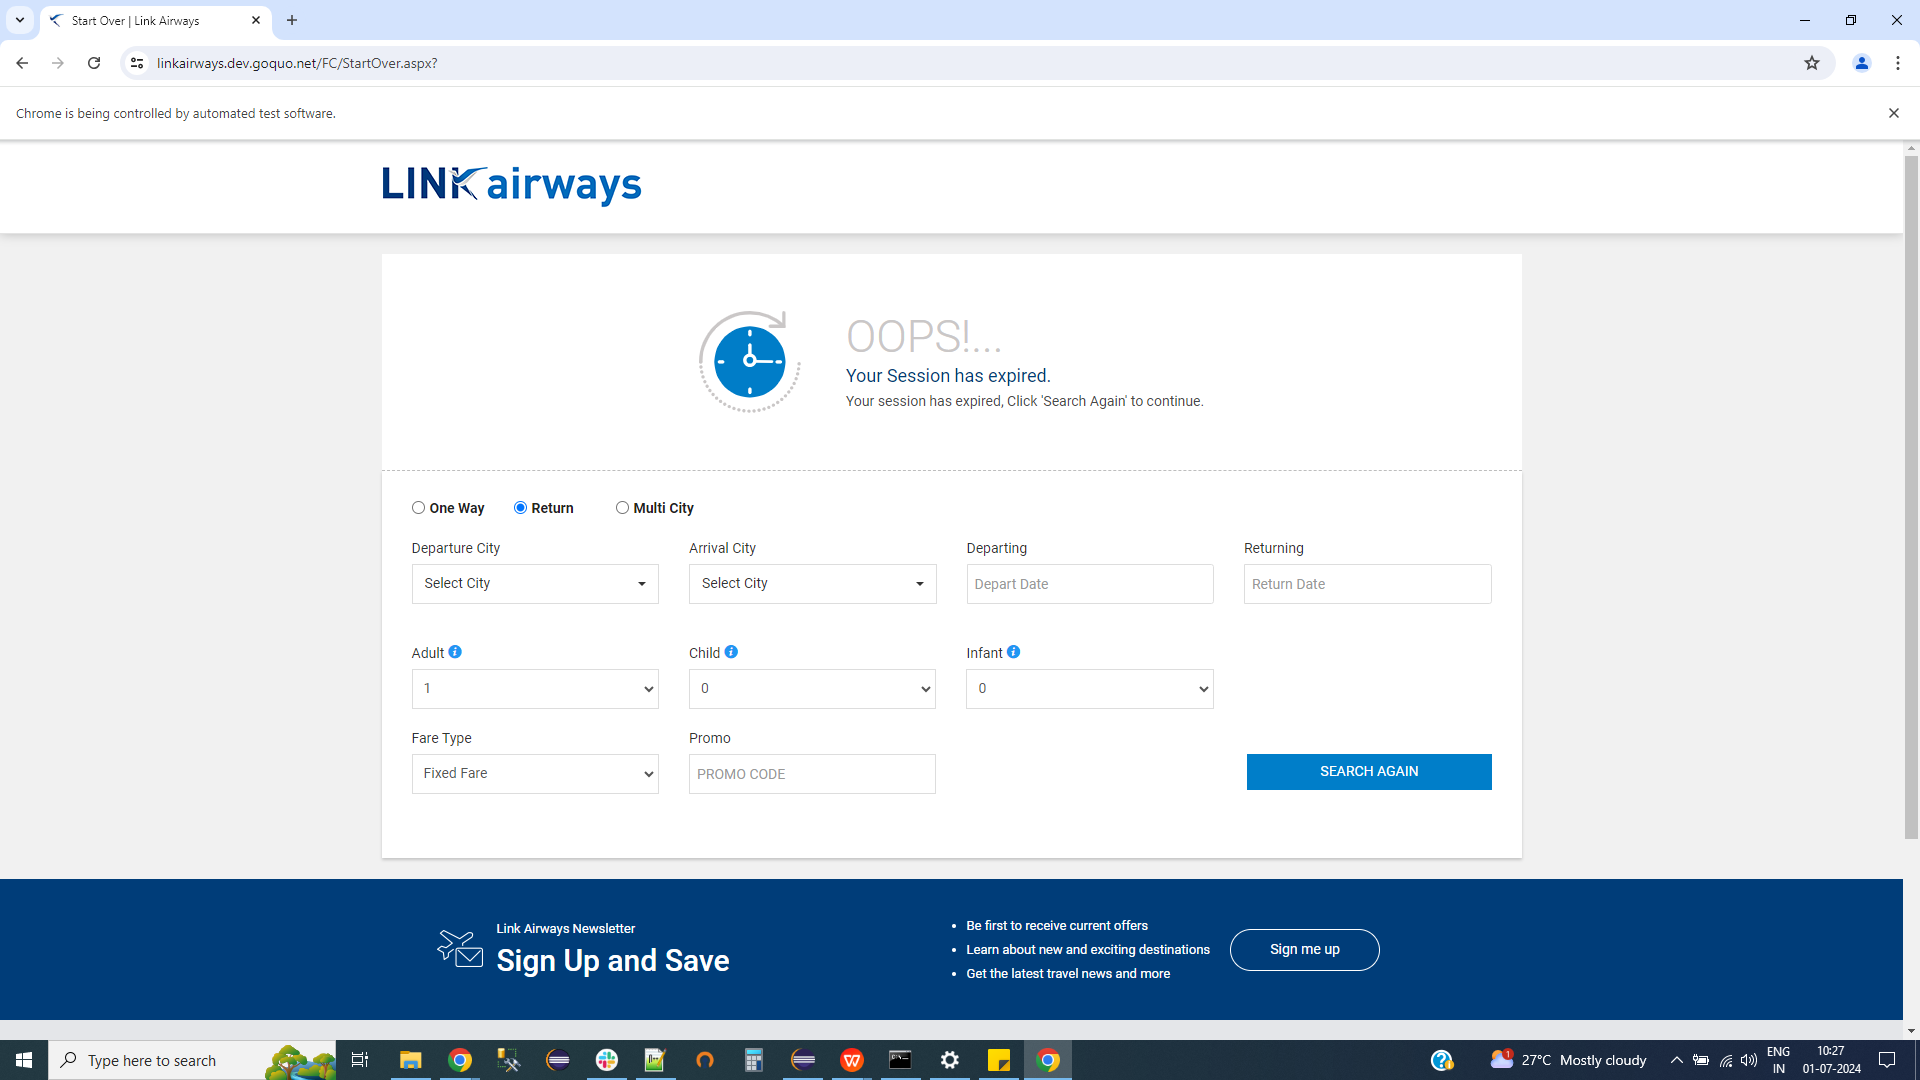 Start Over | Link Airways
linkairways.dev.goquo.net/FC/StartOver.aspx?
Chrome is being controlled by automated test software.
LINK airways
OOPS!...
Your Session has expired.
Your session has expired, Click 'Search Again' to continue.
One Way Return Multi City
Departure City Arrival City Departing Returning
Select City Select City Depart Date Return Date
Adult Child Infant
1 0 0
Fare Type Promo
Fixed Fare PROMO CODE SEARCH AGAIN
Link Airways Newsletter
Sign Up and Save
• Be first to receive current offers
• Learn about new and exciting destinations
• Get the latest travel news and more
Sign me up
Type here to search
27°C Mostly cloudy
ENG
IN
10:27
01-07-2024